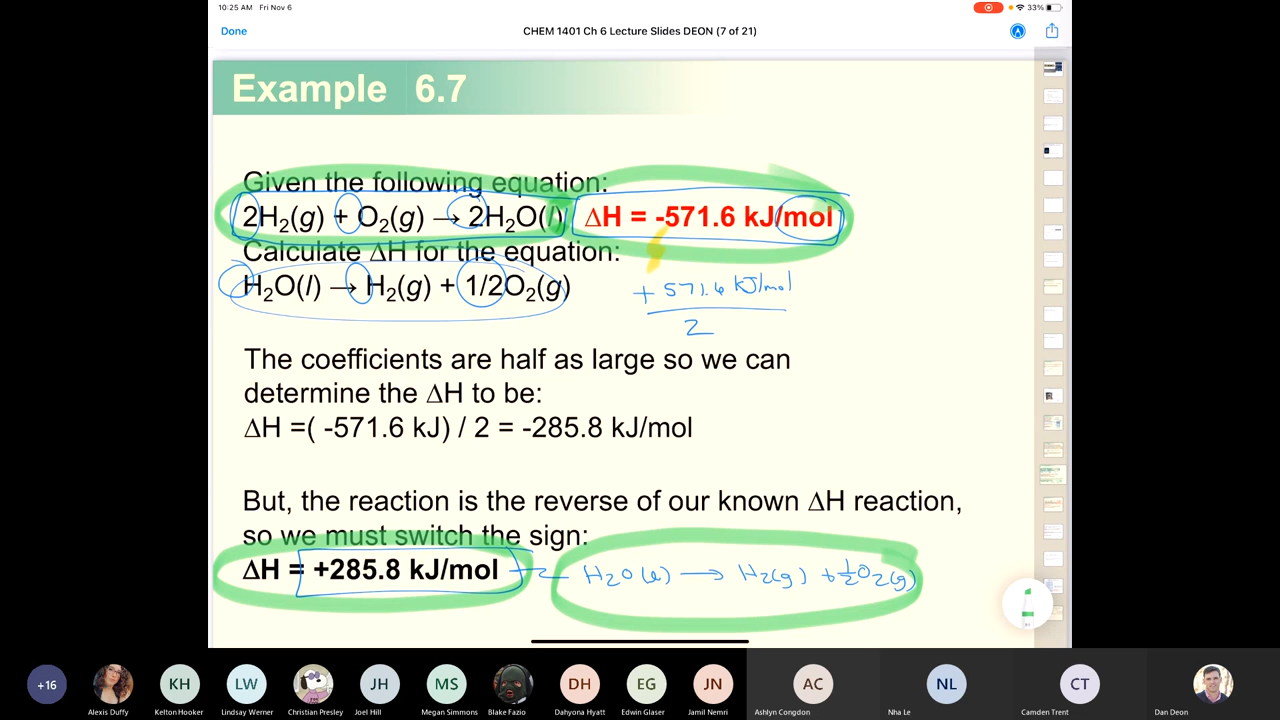 10:25 AM Fri Nov 6
33%
Done
CHEM 1401 Ch 6 Lecture Slides DEON (7 of 21)
Example 6.7
Given the following equation:
2H₂(g) + O₂(g) → 2H₂O(l) ΔH = -571.6 kJ/mol
Calculate ΔH for the equation:
H₂O(l) → H₂(g) + 1/2O₂(g)
+ 571.6 kJ/mol
2
The coefficients are half as large so we can
determine the ΔH to be:
ΔH =( -571.6 kJ) / 2 = -285.8 kJ/mol
But, the reaction is the reverse of our known ΔH reaction,
so we must switch the sign:
ΔH = +285.8 kJ/mol
H₂O(l) → H₂(g) + ½O₂(g)
+16
KH
LW
JH
MS
DH
EG
JN
AC
NL
CT
Alexis Duffy
Kelton Hooker
Lindsay Werner
Christian Presley
Joel Hill
Megan Simmons
Blake Fazio
Dahyona Hyatt
Edwin Glaser
Jamil Nemri
Ashlyn Congdon
Nha Le
Camden Trent
Dan Deon